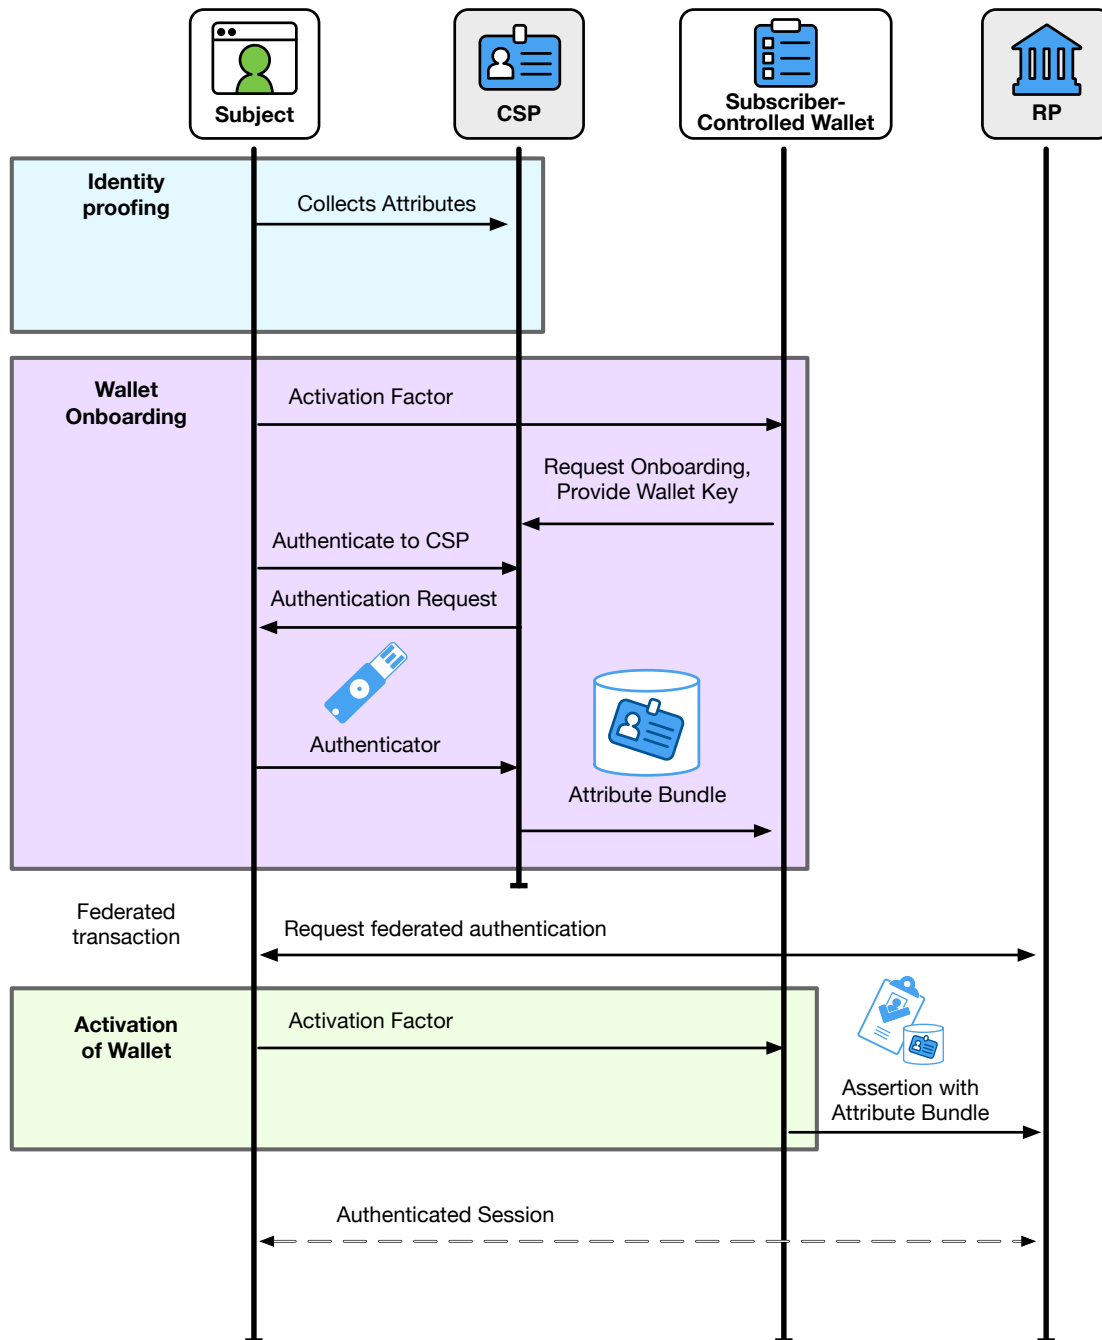 Subject
CSP
Subscriber-
Controlled Wallet
RP
Identity
proofing
Collects Attributes
Wallet
Onboarding
Activation Factor
Request Onboarding,
Provide Wallet Key
Authenticate to CSP
Authentication Request
Authenticator
Attribute Bundle
Federated
transaction
Request federated authentication
Activation
of Wallet
Activation Factor
Assertion with
Attribute Bundle
Authenticated Session